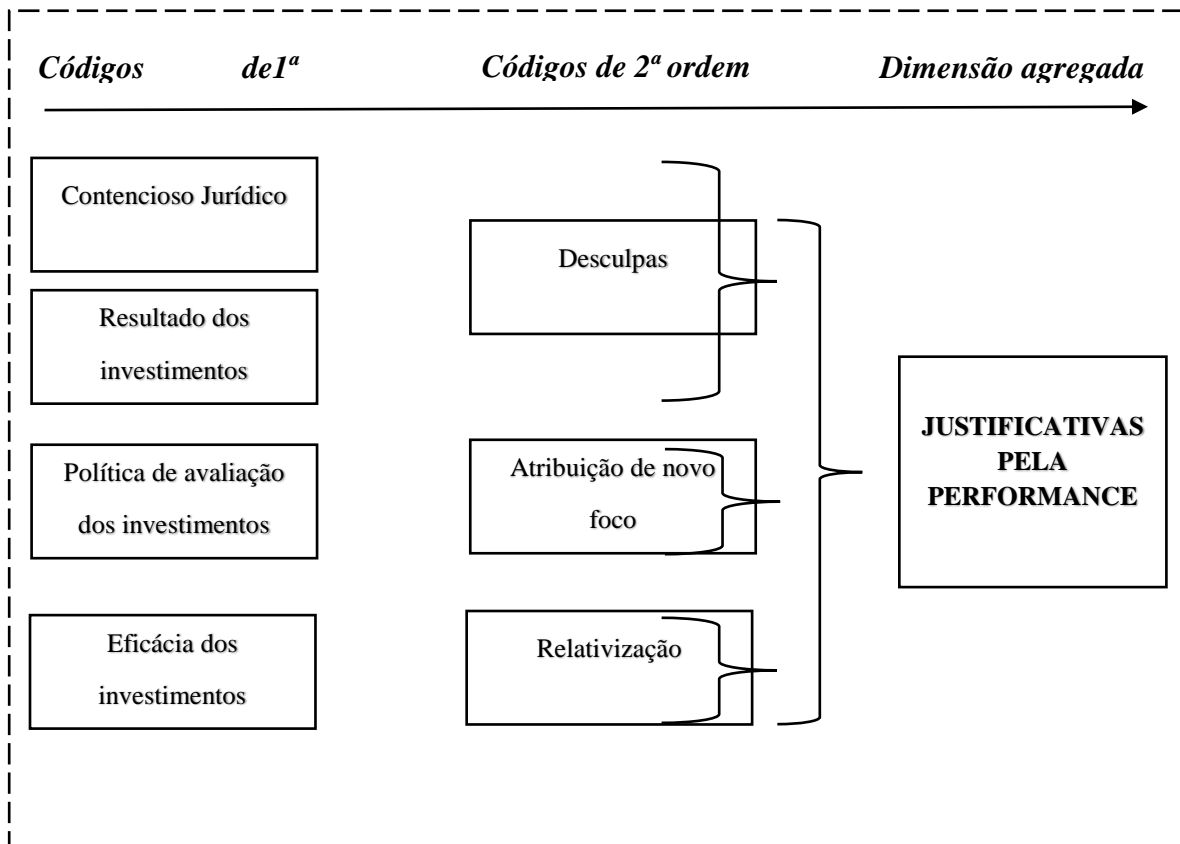 Códigos de1ª Códigos de 2ª ordem Dimensão agregada
Contencioso Jurídico
Resultado dos
investimentos
Política de avaliação
dos investimentos
Eficácia dos
investimentos
Desculpas
Atribuição de novo
foco
Relativização
JUSTIFICATIVAS
PELA
PERFORMANCE